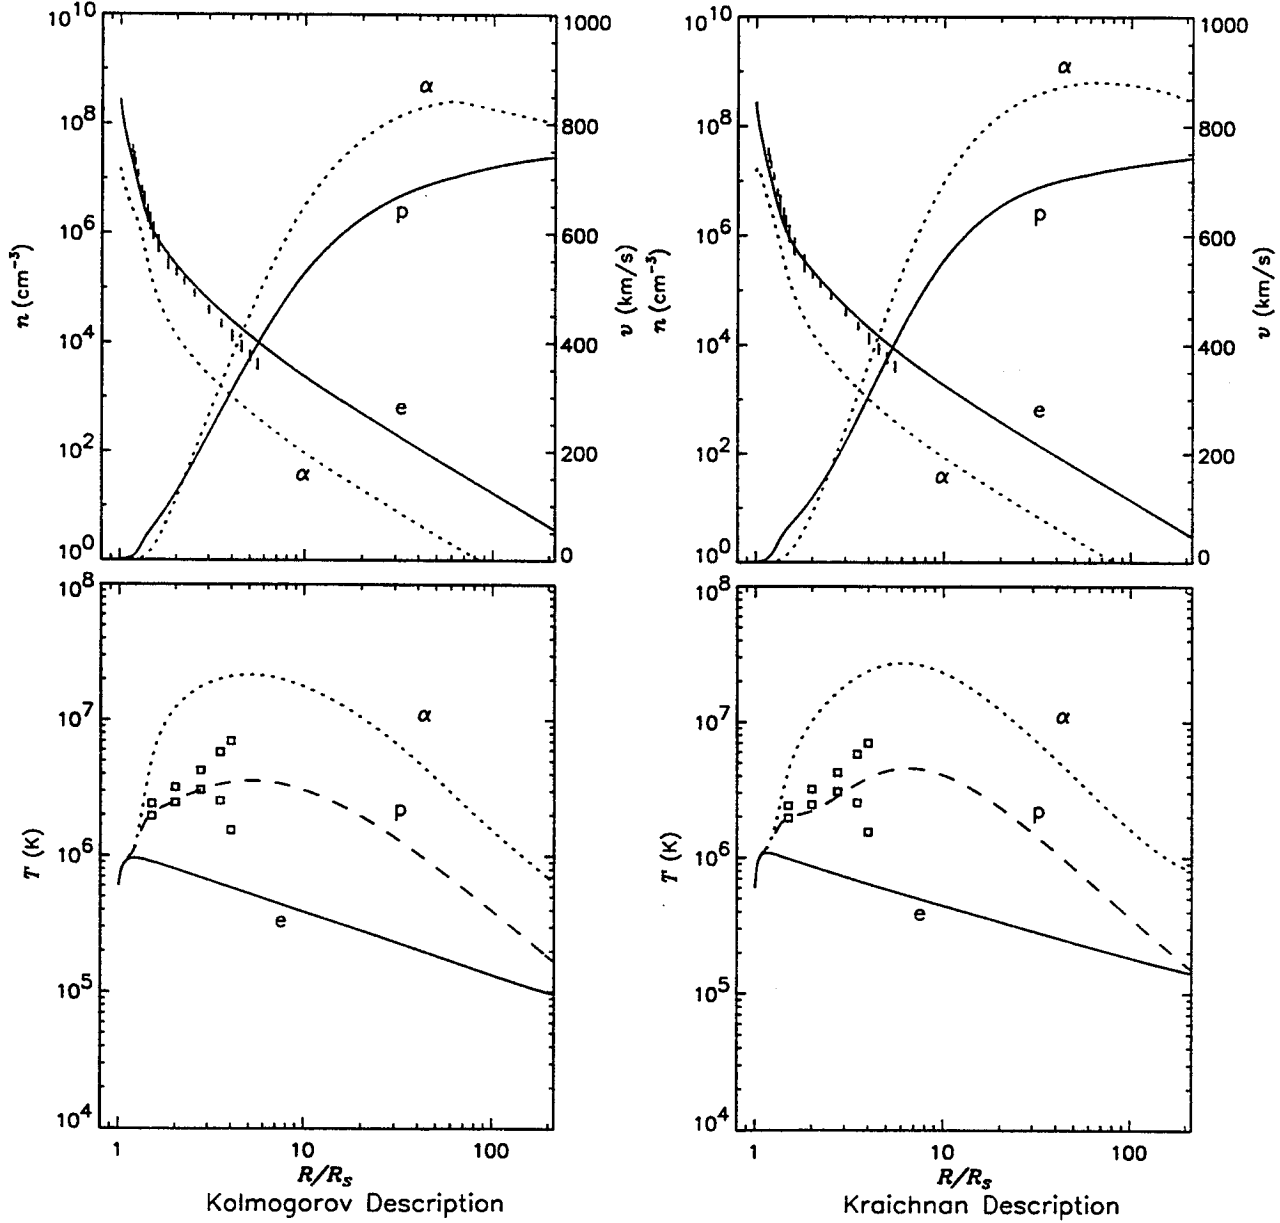 10^10
10^8
10^6
10^4
10^2
10^0
n (cm^-3)
1000
800
600
400
200
0
υ (km/s)
α
p
e
α
10^10
10^8
10^6
10^4
10^2
10^0
n (cm^-3)
1000
800
600
400
200
0
υ (km/s)
α
p
e
α
10^8
10^7
10^6
10^5
10^4
T (K)
α
p
e
1 10 100
R/R_S
Kolmogorov Description
10^8
10^7
10^6
10^5
10^4
T (K)
α
p
e
1 10 100
R/R_S
Kraichnan Description